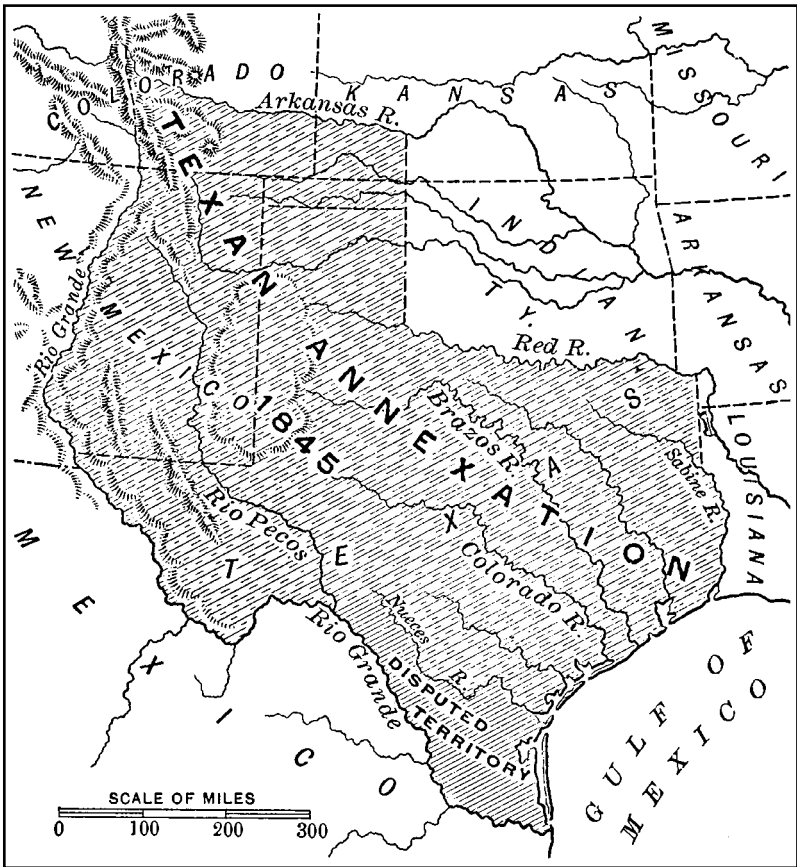 COLORADO
KANSAS
MISSOURI
Arkansas R.
TEXAN ANNEXATION
1845
NEW MEXICO
INDIAN
TY.
ARKANSAS
Rio Grande
Red R.
Brazos R.
Sabine R.
LOUISIANA
TEXAS
Rio Pecos
Colorado R.
Nueces R.
Rio Grande
DISPUTED
TERRITORY
MEXICO
GULF OF
MEXICO
SCALE OF MILES
0 100 200 300